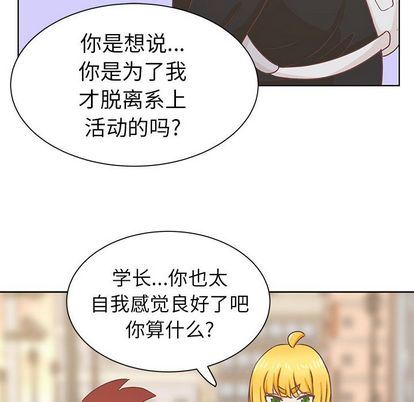 你是想说...
你是为了我
才脱离系上
活动的吗?
学长...你也太
自我感觉良好了吧
你算什么?